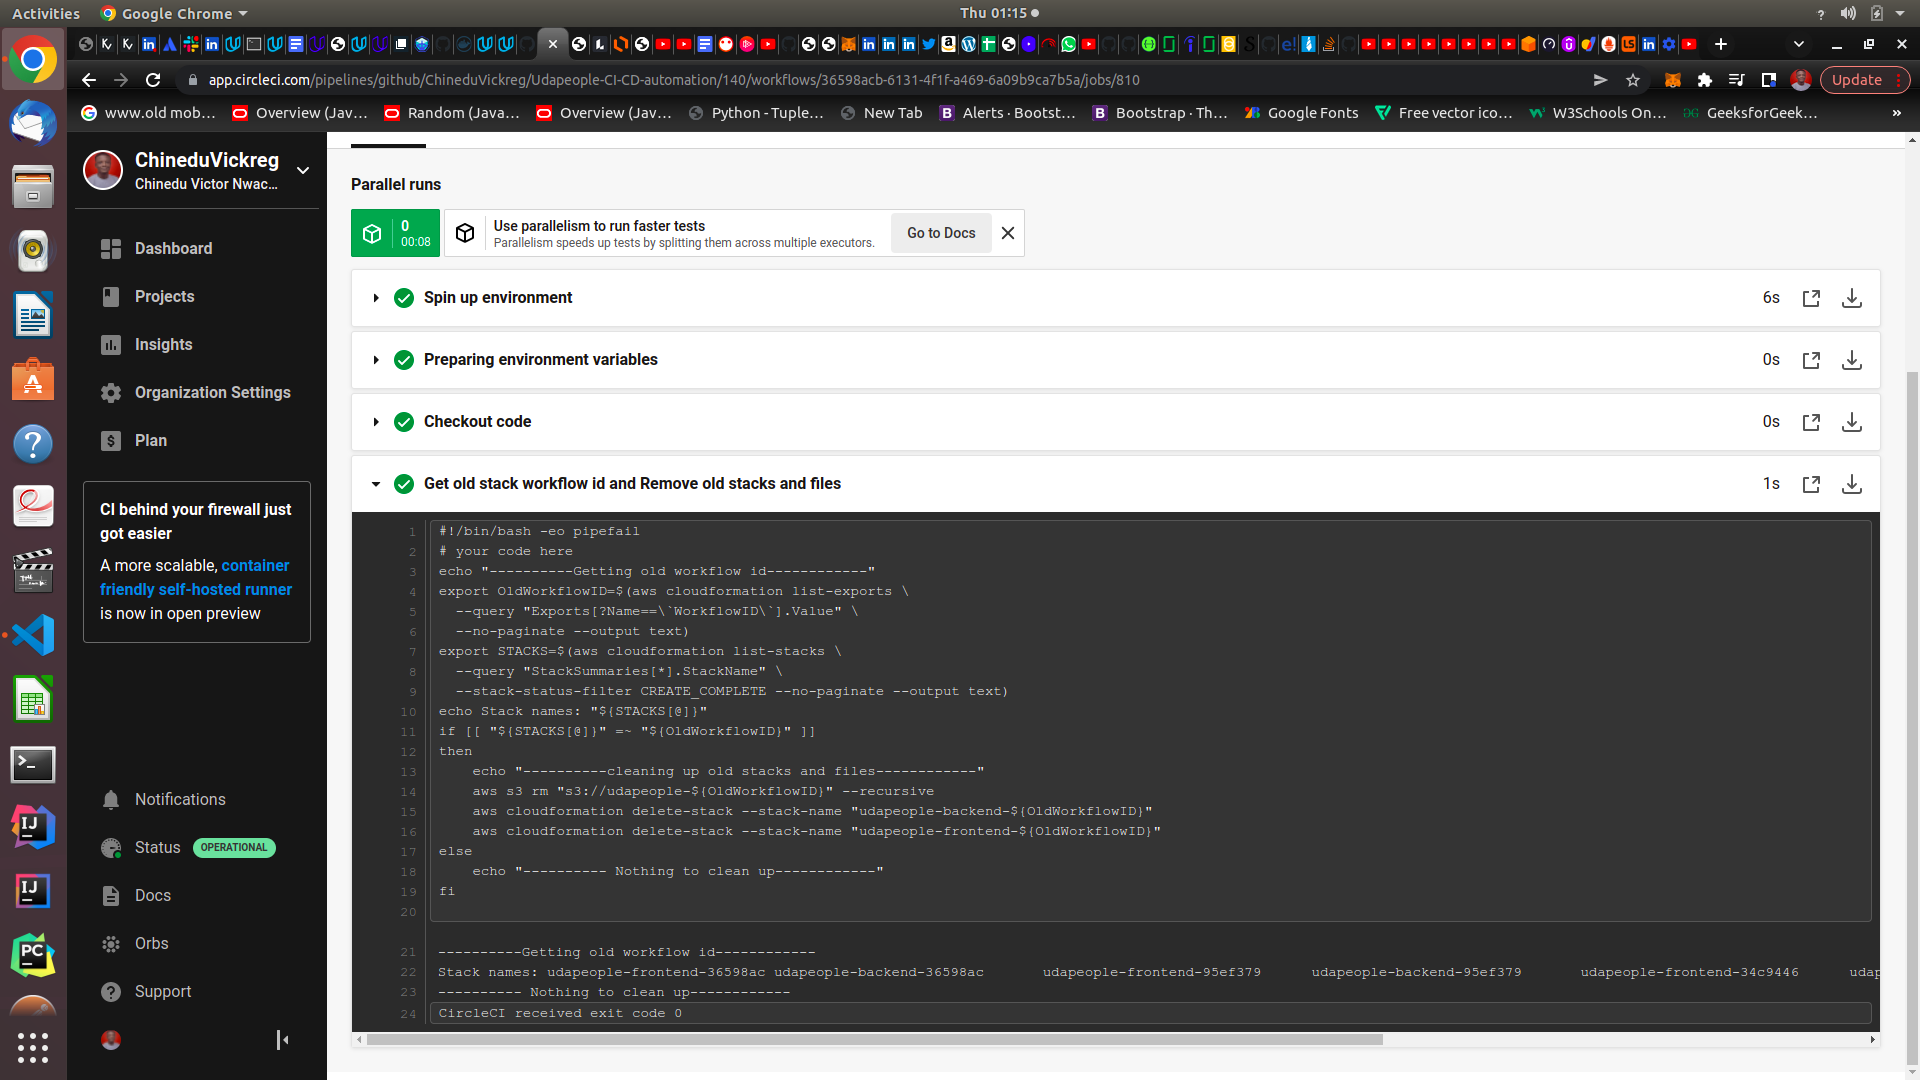 Activities
Google Chrome
Thu 01:15
app.circleci.com/pipelines/github/ChineduVickreg/Udapeople-CI-CD-automation/140/workflows/36598acb-6131-4f1f-a469-6a09b9ca7b5a/jobs/810
Update
www.old mob…
Overview (Jav…
Random (Java…
Overview (Jav…
Python - Tuple…
New Tab
Alerts · Bootst…
Bootstrap · Th…
Google Fonts
Free vector ico…
W3Schools On…
GeeksforGeek…
»
ChineduVickreg
Chinedu Victor Nwac...
Dashboard
Projects
Insights
Organization Settings
Plan
CI behind your firewall just
got easier
A more scalable, container
friendly self-hosted runner
is now in open preview
Notifications
Status OPERATIONAL
Docs
Orbs
Support
Parallel runs
0
00:08
Use parallelism to run faster tests
Parallelism speeds up tests by splitting them across multiple executors.
Go to Docs
Spin up environment 6s
Preparing environment variables 0s
Checkout code 0s
Get old stack workflow id and Remove old stacks and files 1s
1 #!/bin/bash -eo pipefail
2 # your code here
3 echo "----------Getting old workflow id------------"
4 export OldWorkflowID=$(aws cloudformation list-exports \
5   --query "Exports[?Name==\`WorkflowID\`].Value" \
6   --no-paginate --output text)
7 export STACKS=$(aws cloudformation list-stacks \
8   --query "StackSummaries[*].StackName" \
9   --stack-status-filter CREATE_COMPLETE --no-paginate --output text)
10 echo Stack names: "${STACKS[@]}"
11 if [[ "${STACKS[@]}" =~ "${OldWorkflowID}" ]]
12 then
13     echo "----------cleaning up old stacks and files------------"
14     aws s3 rm "s3://udapeople-${OldWorkflowID}" --recursive
15     aws cloudformation delete-stack --stack-name "udapeople-backend-${OldWorkflowID}"
16     aws cloudformation delete-stack --stack-name "udapeople-frontend-${OldWorkflowID}"
17 else
18     echo "---------- Nothing to clean up------------"
19 fi
20
21 ----------Getting old workflow id------------
22 Stack names: udapeople-frontend-36598ac udapeople-backend-36598ac udapeople-frontend-95ef379 udapeople-backend-95ef379 udapeople-frontend-34c9446 udap
23 ---------- Nothing to clean up------------
24 CircleCI received exit code 0